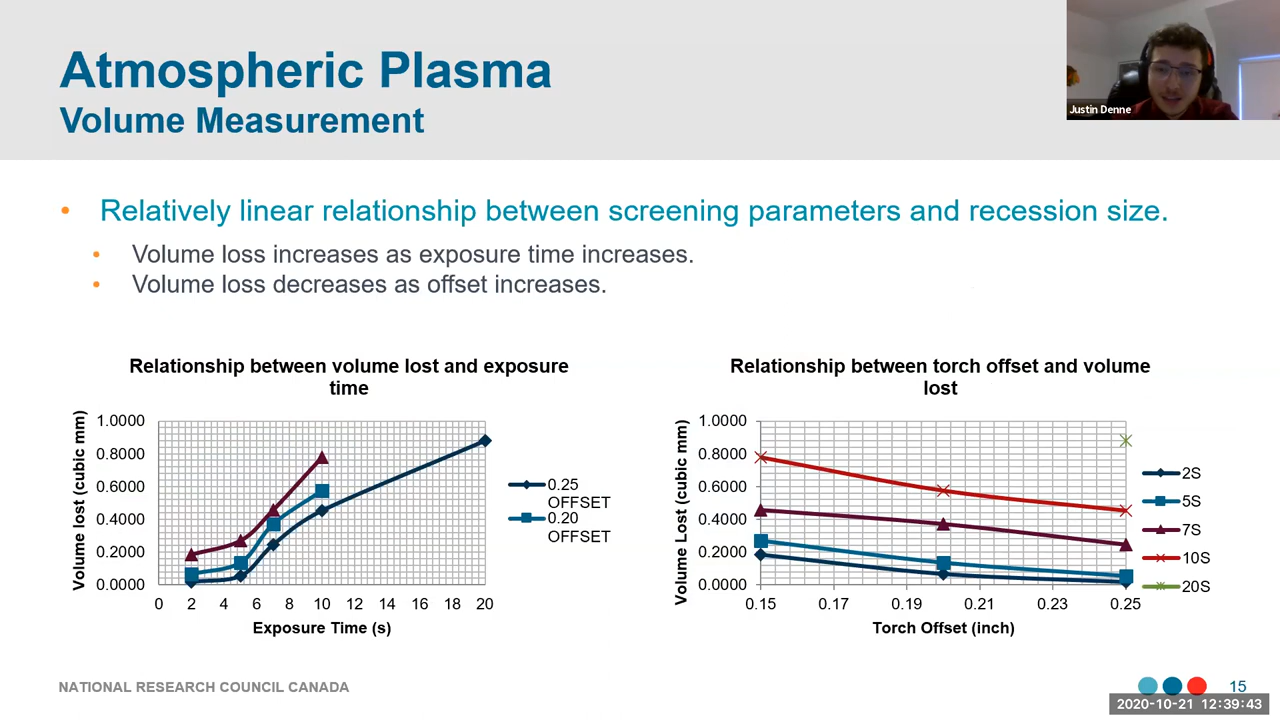 Atmospheric Plasma
Volume Measurement
Justin Denne
• Relatively linear relationship between screening parameters and recession size.
• Volume loss increases as exposure time increases.
• Volume loss decreases as offset increases.
Relationship between volume lost and exposure
time
Volume lost (cubic mm)
1.0000
0.8000
0.6000
0.4000
0.2000
0.0000
0 2 4 6 8 10 12 14 16 18 20
Exposure Time (s)
0.25
OFFSET
0.20
OFFSET
Relationship between torch offset and volume
lost
Volume Lost (cubic mm)
1.0000
0.8000
0.6000
0.4000
0.2000
0.0000
0.15 0.17 0.19 0.21 0.23 0.25
Torch Offset (inch)
2S
5S
7S
10S
20S
NATIONAL RESEARCH COUNCIL CANADA
15
2020-10-21 12:39:43